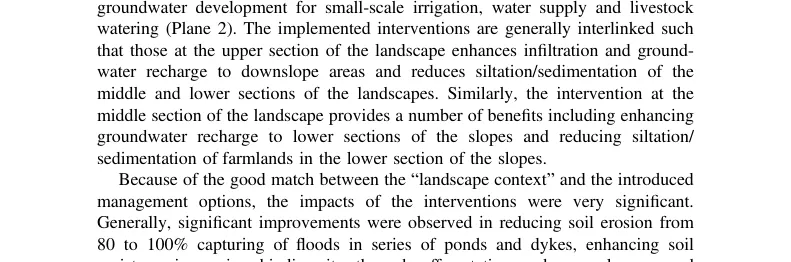 groundwater development for small-scale irrigation, water supply and livestock
watering (Plane 2). The implemented interventions are generally interlinked such
that those at the upper section of the landscape enhances infiltration and ground-
water recharge to downslope areas and reduces siltation/sedimentation of the
middle and lower sections of the landscapes. Similarly, the intervention at the
middle section of the landscape provides a number of benefits including enhancing
groundwater recharge to lower sections of the slopes and reducing siltation/
sedimentation of farmlands in the lower section of the slopes.
Because of the good match between the “landscape context” and the introduced
management options, the impacts of the interventions were very significant.
Generally, significant improvements were observed in reducing soil erosion from
80 to 100% capturing of floods in series of ponds and dykes, enhancing soil